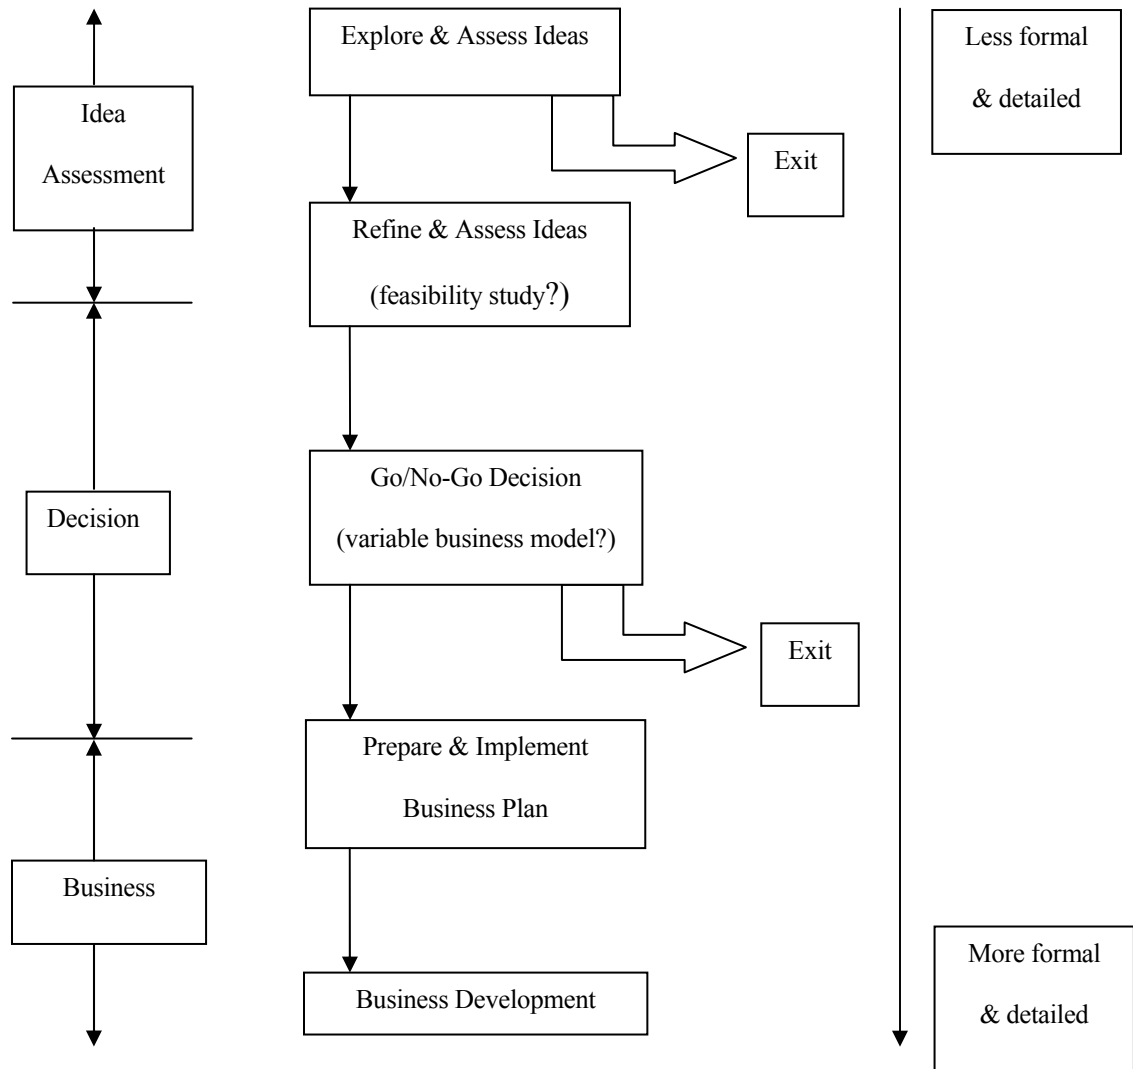 Explore & Assess Ideas
Less formal
& detailed
Idea
Assessment
Exit
Refine & Assess Ideas
(feasibility study?)
Go/No-Go Decision
(variable business model?)
Decision
Exit
Prepare & Implement
Business Plan
Business
Business Development
More formal
& detailed